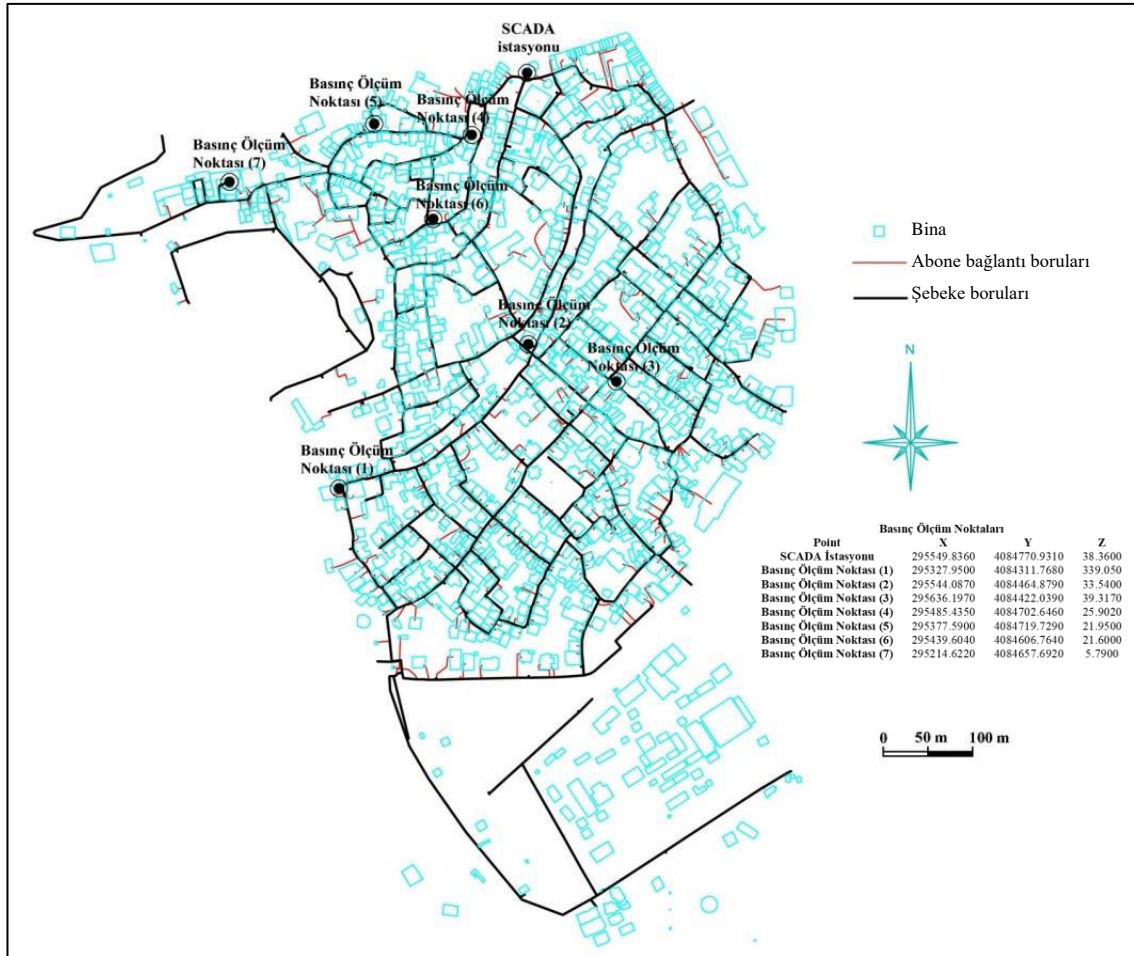 SCADA
istasyonu
Basınç Ölçüm
Noktası (5)
Basınç Ölçüm
Noktası (4)
Basınç Ölçüm
Noktası (7)
Basınç Ölçüm
Noktası (6)
Basınç Ölçüm
Noktası (2)
Basınç Ölçüm
Noktası (3)
Basınç Ölçüm
Noktası (1)
Bina
Abone bağlantı boruları
Şebeke boruları
N
Basınç Ölçüm Noktaları
Point X Y Z
SCADA İstasyonu 295549.8360 4084770.9310 38.3600
Basınç Ölçüm Noktası (1) 295327.9500 4084311.7680 339.050
Basınç Ölçüm Noktası (2) 295544.0870 4084464.8790 33.5400
Basınç Ölçüm Noktası (3) 295636.1970 4084422.0390 39.3170
Basınç Ölçüm Noktası (4) 295485.4350 4084702.6460 25.9020
Basınç Ölçüm Noktası (5) 295377.5900 4084719.7290 21.9500
Basınç Ölçüm Noktası (6) 295439.6040 4084606.7640 21.6000
Basınç Ölçüm Noktası (7) 295214.6220 4084657.6920 5.7900
0 50 m 100 m